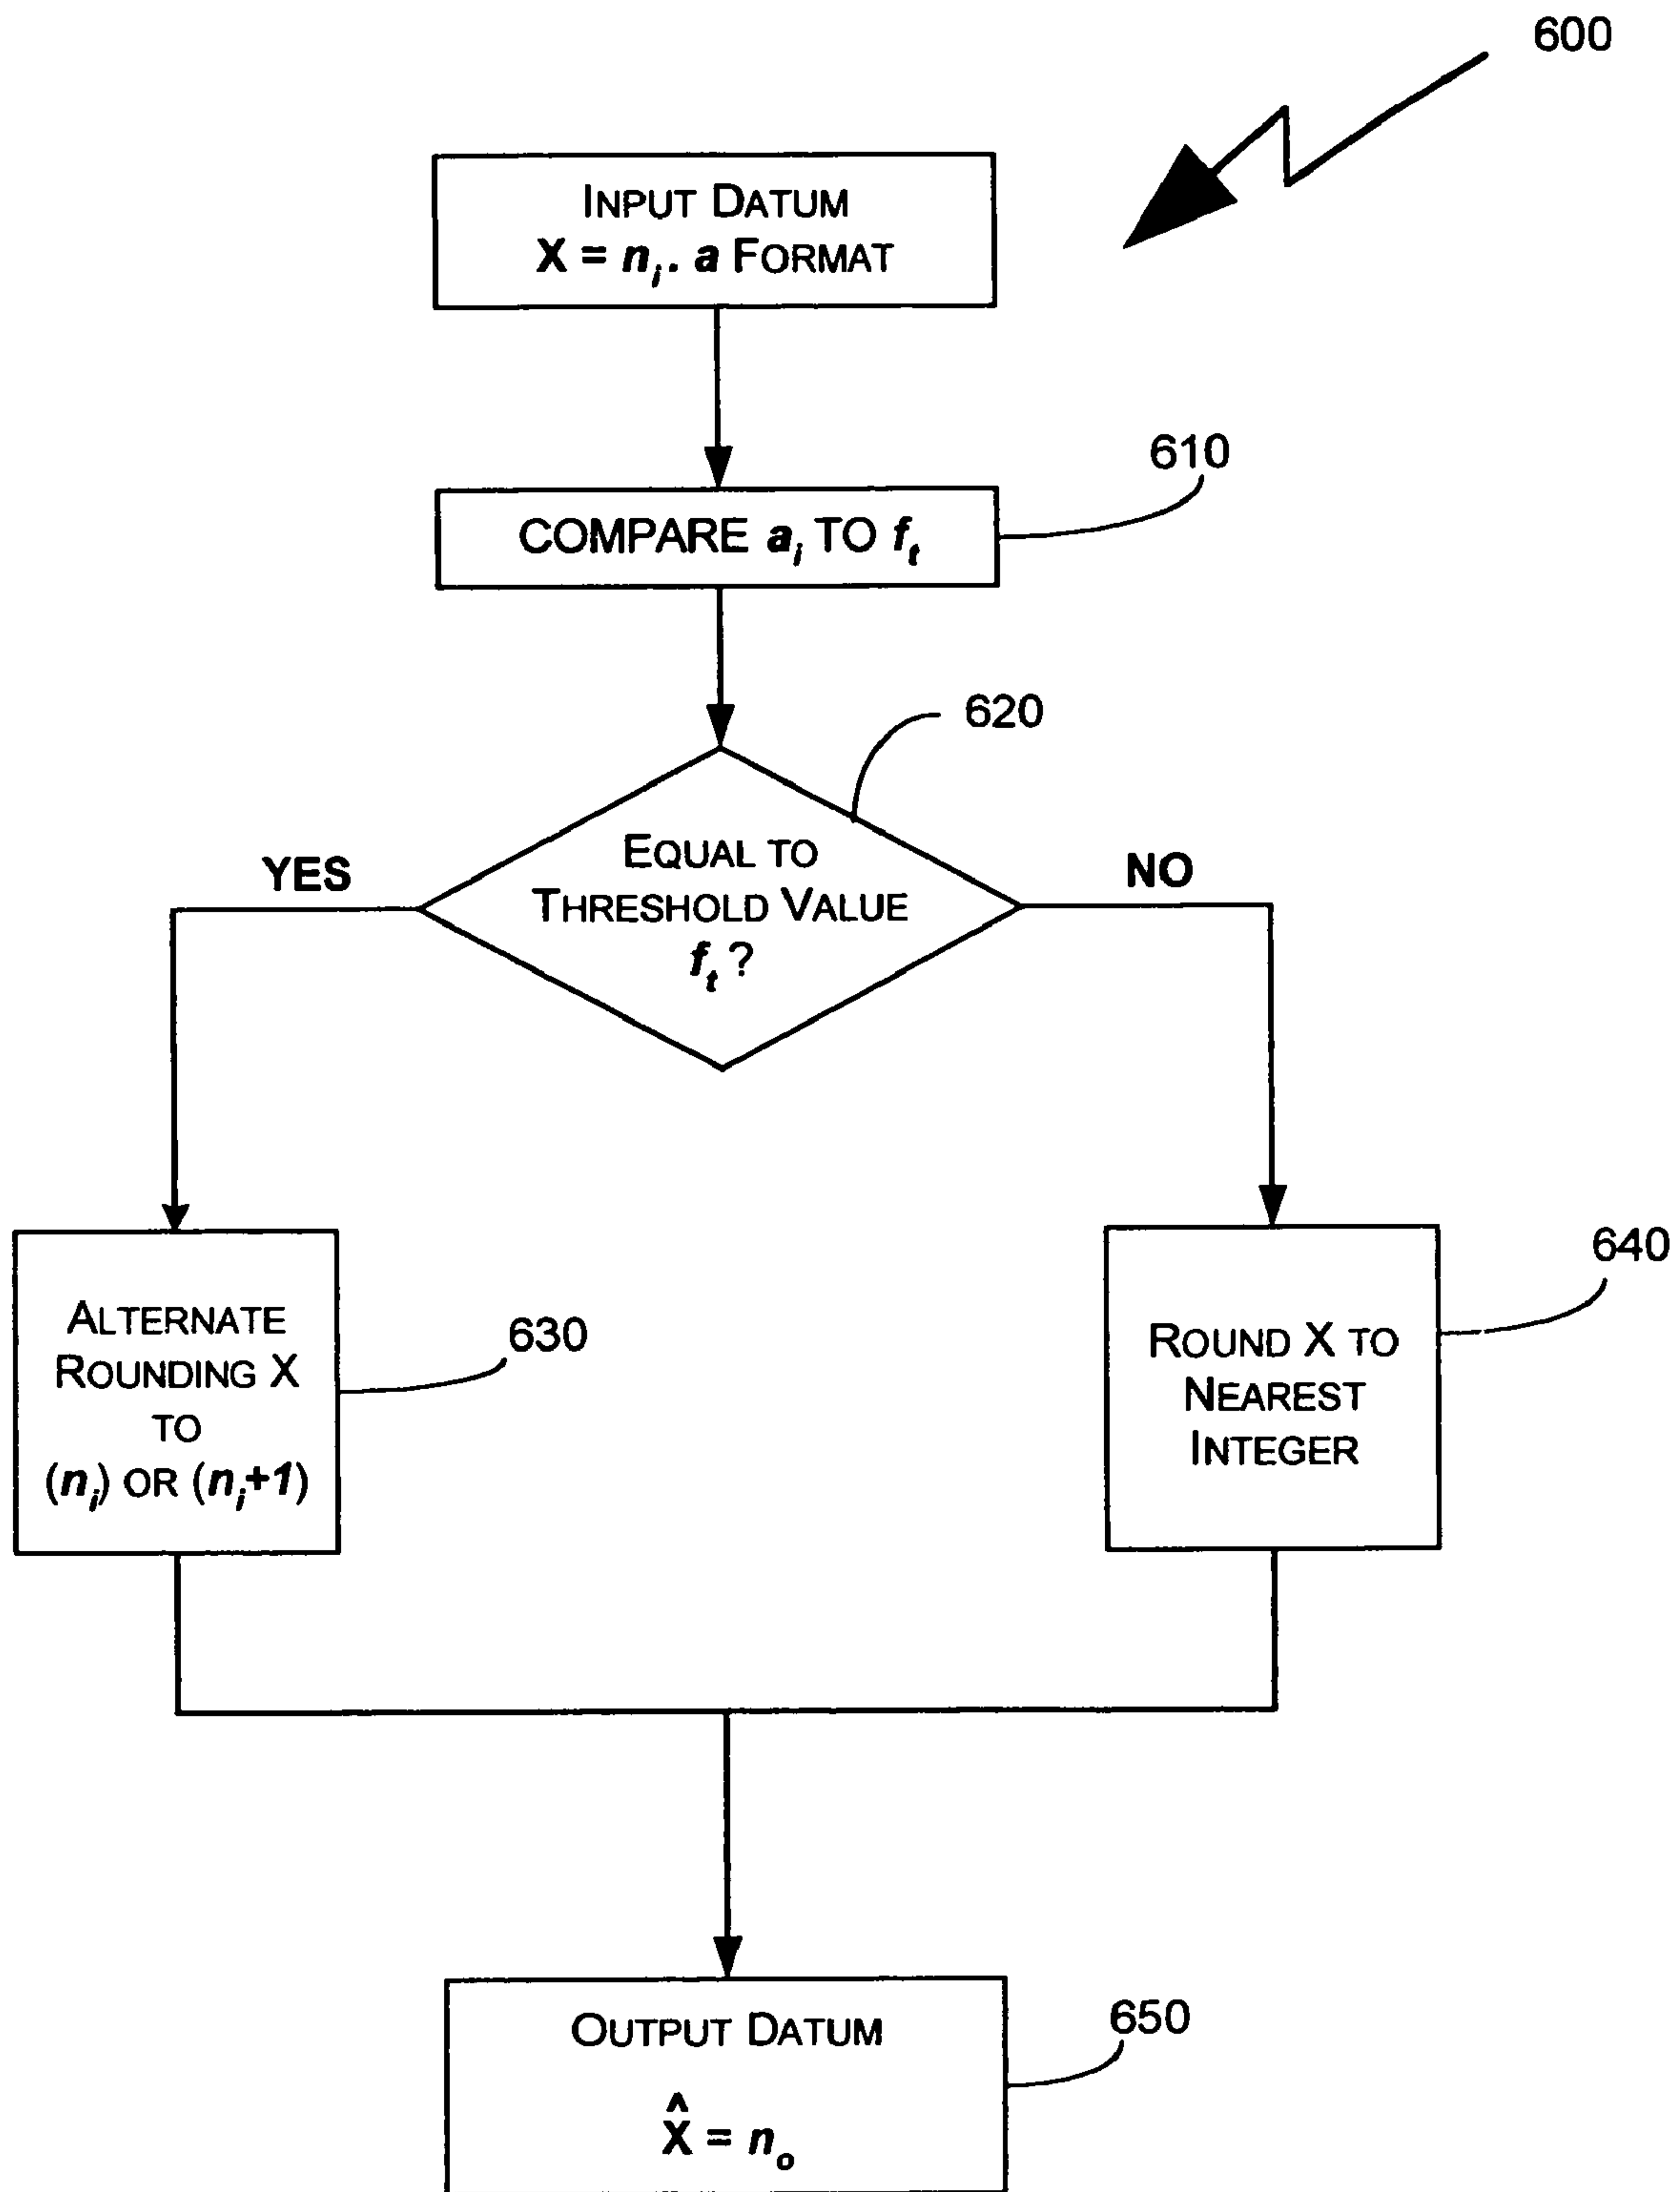 600
INPUT DATUM
X = nᵢ. a FORMAT
610
COMPARE aᵢ TO fₜ
620
EQUAL TO
THRESHOLD VALUE
fₜ ?
YES
NO
ALTERNATE
ROUNDING X
TO
(nᵢ) OR (nᵢ+1)
630
ROUND X TO
NEAREST
INTEGER
640
OUTPUT DATUM
X̂ = nₒ
650